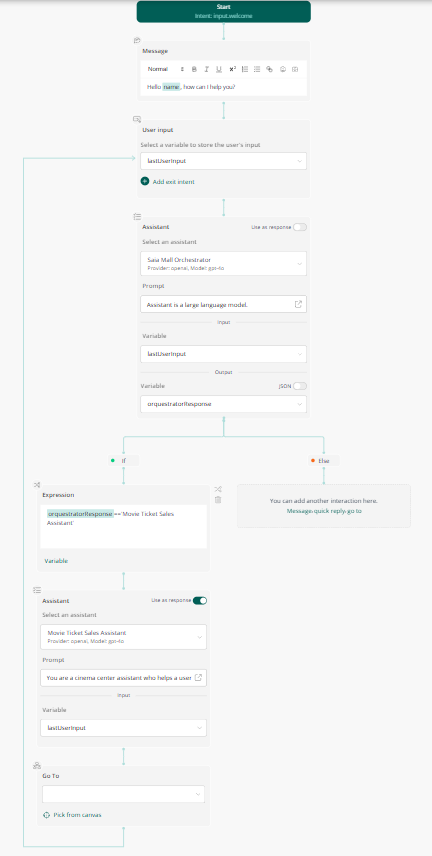 Start
Intent: input.welcome
Message
Normal
B I U x²
Hello name, how can I help you?
User input
Select a variable to store the user's input
lastUserInput
Add exit intent
Assistant
Use as response
Select an assistant
Saia Mall Orchestrator
Provider: openai, Model: gpt-4o
Prompt
Assistant is a large language model.
Input
Variable
lastUserInput
Output
Variable
JSON
orquestratorResponse
If
Else
Expression
orquestratorResponse=='Movie Ticket Sales
Assistant'
Variable
You can add another interaction here.
Message,quick reply,go to
Assistant
Use as response
Select an assistant
Movie Ticket Sales Assistant
Provider: openai, Model: gpt-4o
Prompt
You are a cinema center assistant who helps a user
Input
Variable
lastUserInput
Go To
Pick from canvas